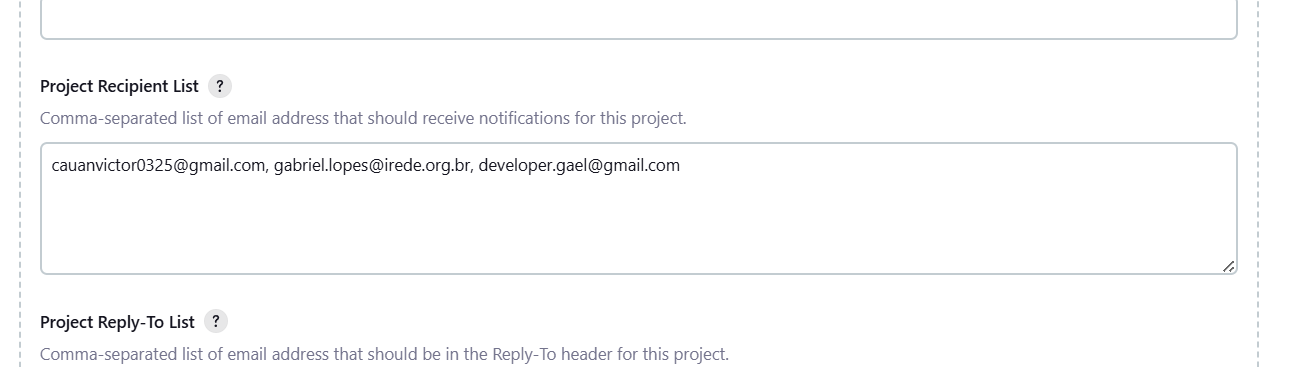 Project Recipient List ?
Comma-separated list of email address that should receive notifications for this project.
cauanvictor0325@gmail.com, gabriel.lopes@irede.org.br, developer.gael@gmail.com
Project Reply-To List ?
Comma-separated list of email address that should be in the Reply-To header for this project.